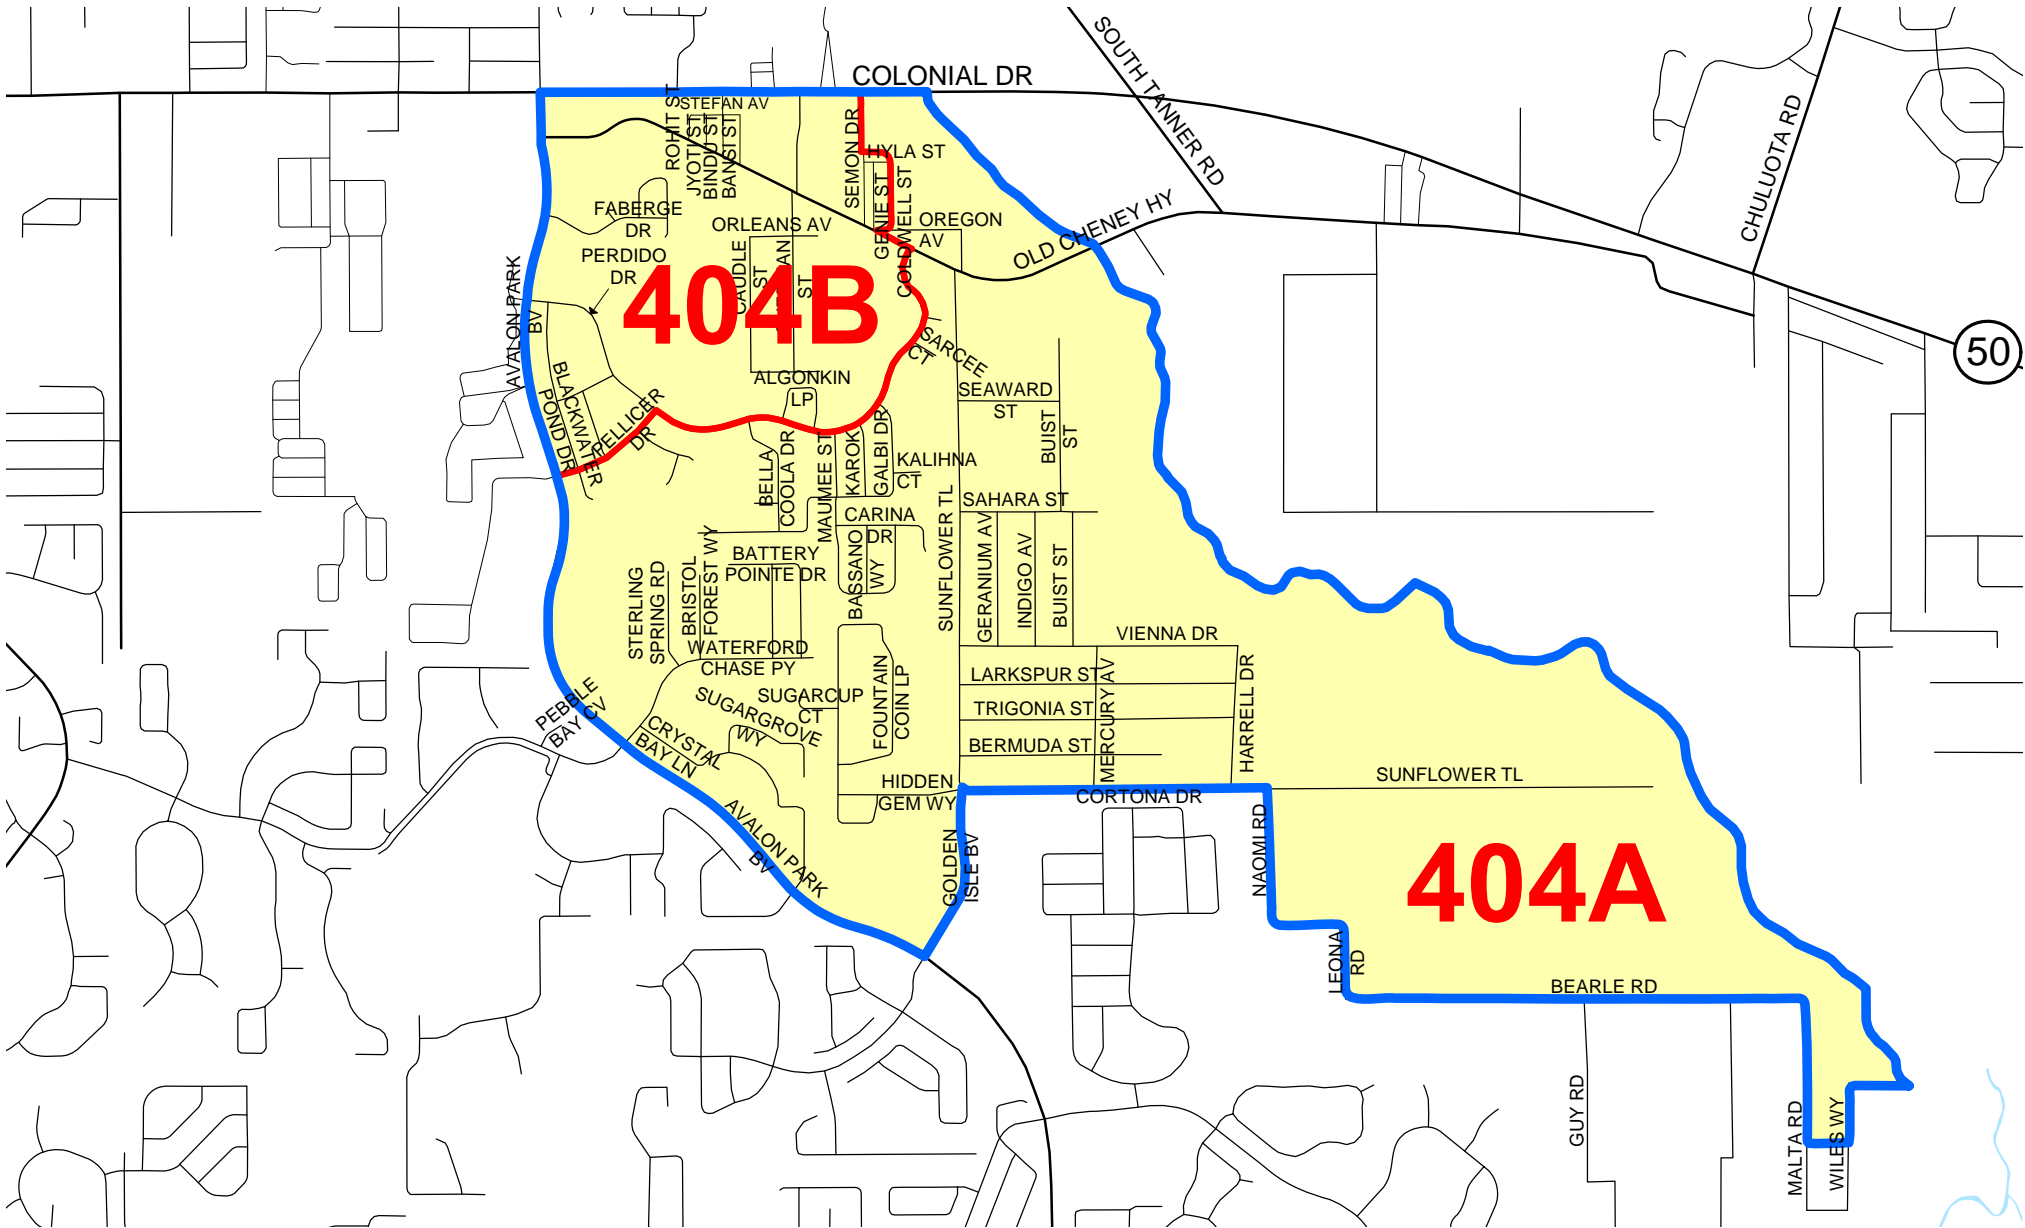 COLONIAL DR
SOUTH TANNER RD
CHULUOTA RD
50
STEFAN AV
ROHIT ST
JYOTI ST
BINDU ST
BANSI ST
SEMON DR
HYLA ST
GENIE ST
COLDWELL ST
OREGON
AV
OLD CHENEY HY
FABERGE
DR
ORLEANS AV
PERDIDO
DR
CAUDLE
ST
AN
ST
404B
AVALON PARK
BV
BLACKWATER
POND DR
PELLICER
DR
ALGONKIN
LP
SARCEE
CT
SEAWARD
ST
BUIST
ST
BELLA
COOLA DR
MAUMEE ST
KAROK
GALBI DR
KALIHNA
CT
SAHARA ST
CARINA
DR
SUNFLOWER TL
GERANIUM AV
INDIGO AV
BUIST ST
BATTERY
POINTE DR
BASSANO
WY
STERLING
SPRING RD
BRISTOL
FOREST WY
WATERFORD
CHASE PY
VIENNA DR
LARKSPUR ST
TRIGONIA ST
BERMUDA ST
MERCURY AV
HARRELL DR
FOUNTAIN
COIN LP
SUGARCUP
CT
SUGARGROVE
WY
PEBBLE
BAY CV
CRYSTAL
BAY LN
HIDDEN
GEM WY
AVALON PARK
BV
GOLDEN
ISLE BV
CORTONA DR
SUNFLOWER TL
NAOMI RD
404A
LEONA
RD
BEARLE RD
GUY RD
MALTA RD
WILES WY